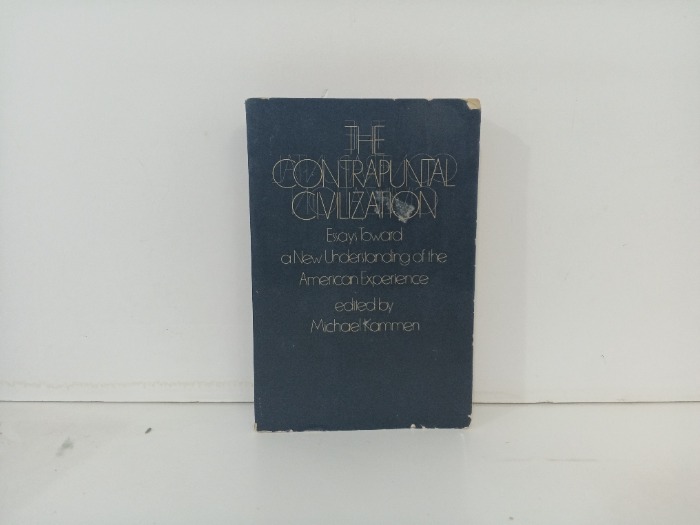 THE
CONTRAPUNTAL
CIVILIZATION
Essays Toward
a New Understanding of the
American Experience
edited by
Michael Kammen